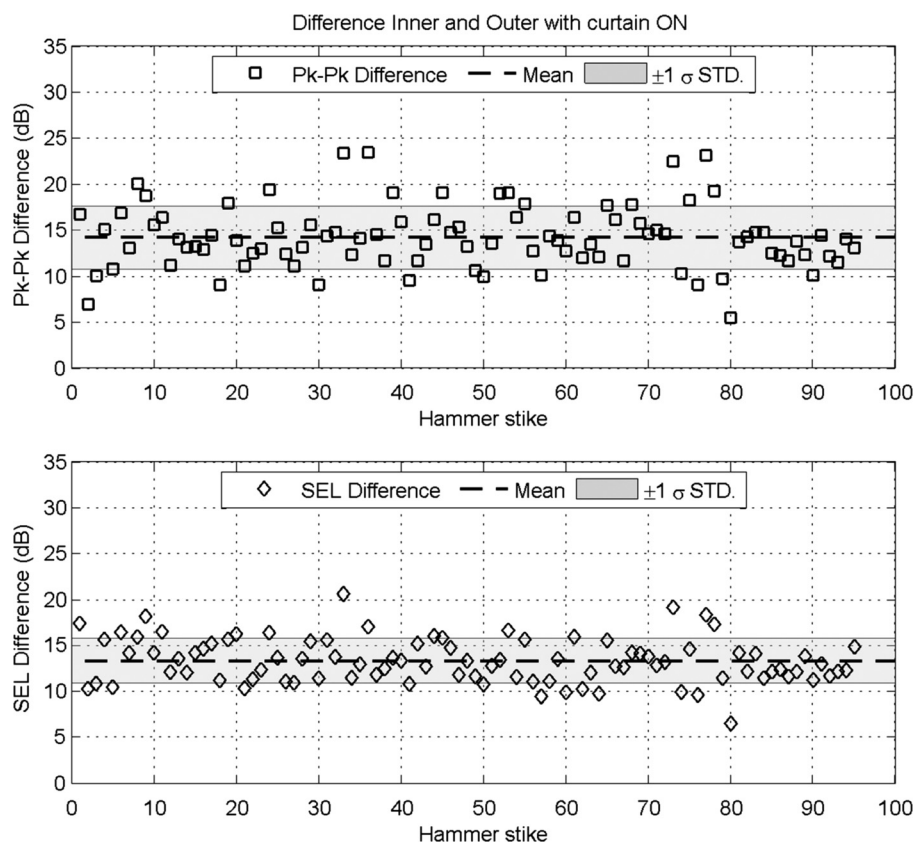 Difference Inner and Outer with curtain ON
35
30
25
20
15
10
5
0
Pk-Pk Difference (dB)
Pk-Pk Difference Mean ±1 σ STD.
0 10 20 30 40 50 60 70 80 90 100
Hammer stike
35
30
25
20
15
10
5
0
SEL Difference (dB)
SEL Difference Mean ±1 σ STD.
0 10 20 30 40 50 60 70 80 90 100
Hammer stike